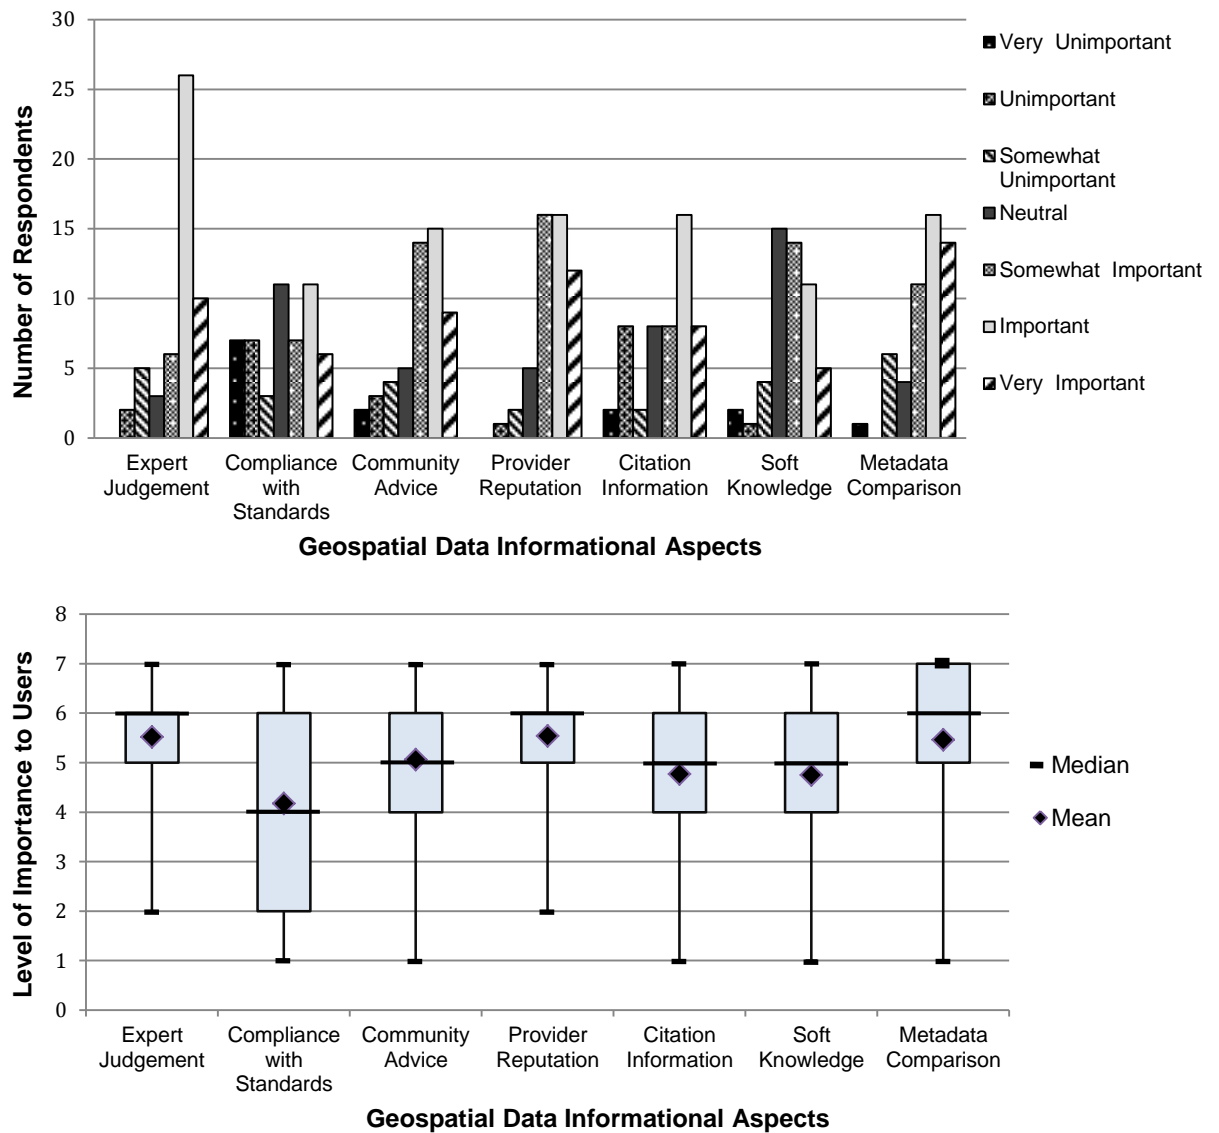 30
25
20
15
10
5
0
Number of Respondents
Expert Judgement
Compliance with Standards
Community Advice
Provider Reputation
Citation Information
Soft Knowledge
Metadata Comparison
Geospatial Data Informational Aspects
Very Unimportant
Unimportant
Somewhat
Unimportant
Neutral
Somewhat Important
Important
Very Important
8
7
6
5
4
3
2
1
0
Level of Importance to Users
Expert Judgement
Compliance with Standards
Community Advice
Provider Reputation
Citation Information
Soft Knowledge
Metadata Comparison
Geospatial Data Informational Aspects
Median
Mean